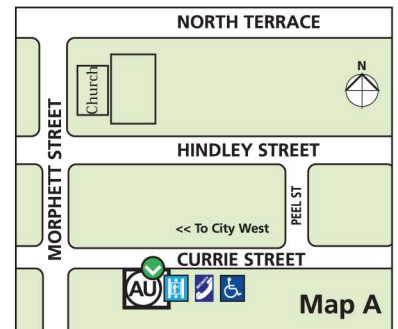 NORTH TERRACE
Church
N
MORPHETT STREET
HINDLEY STREET
PEEL ST
<< To City West
CURRIE STREET
AU
Map A